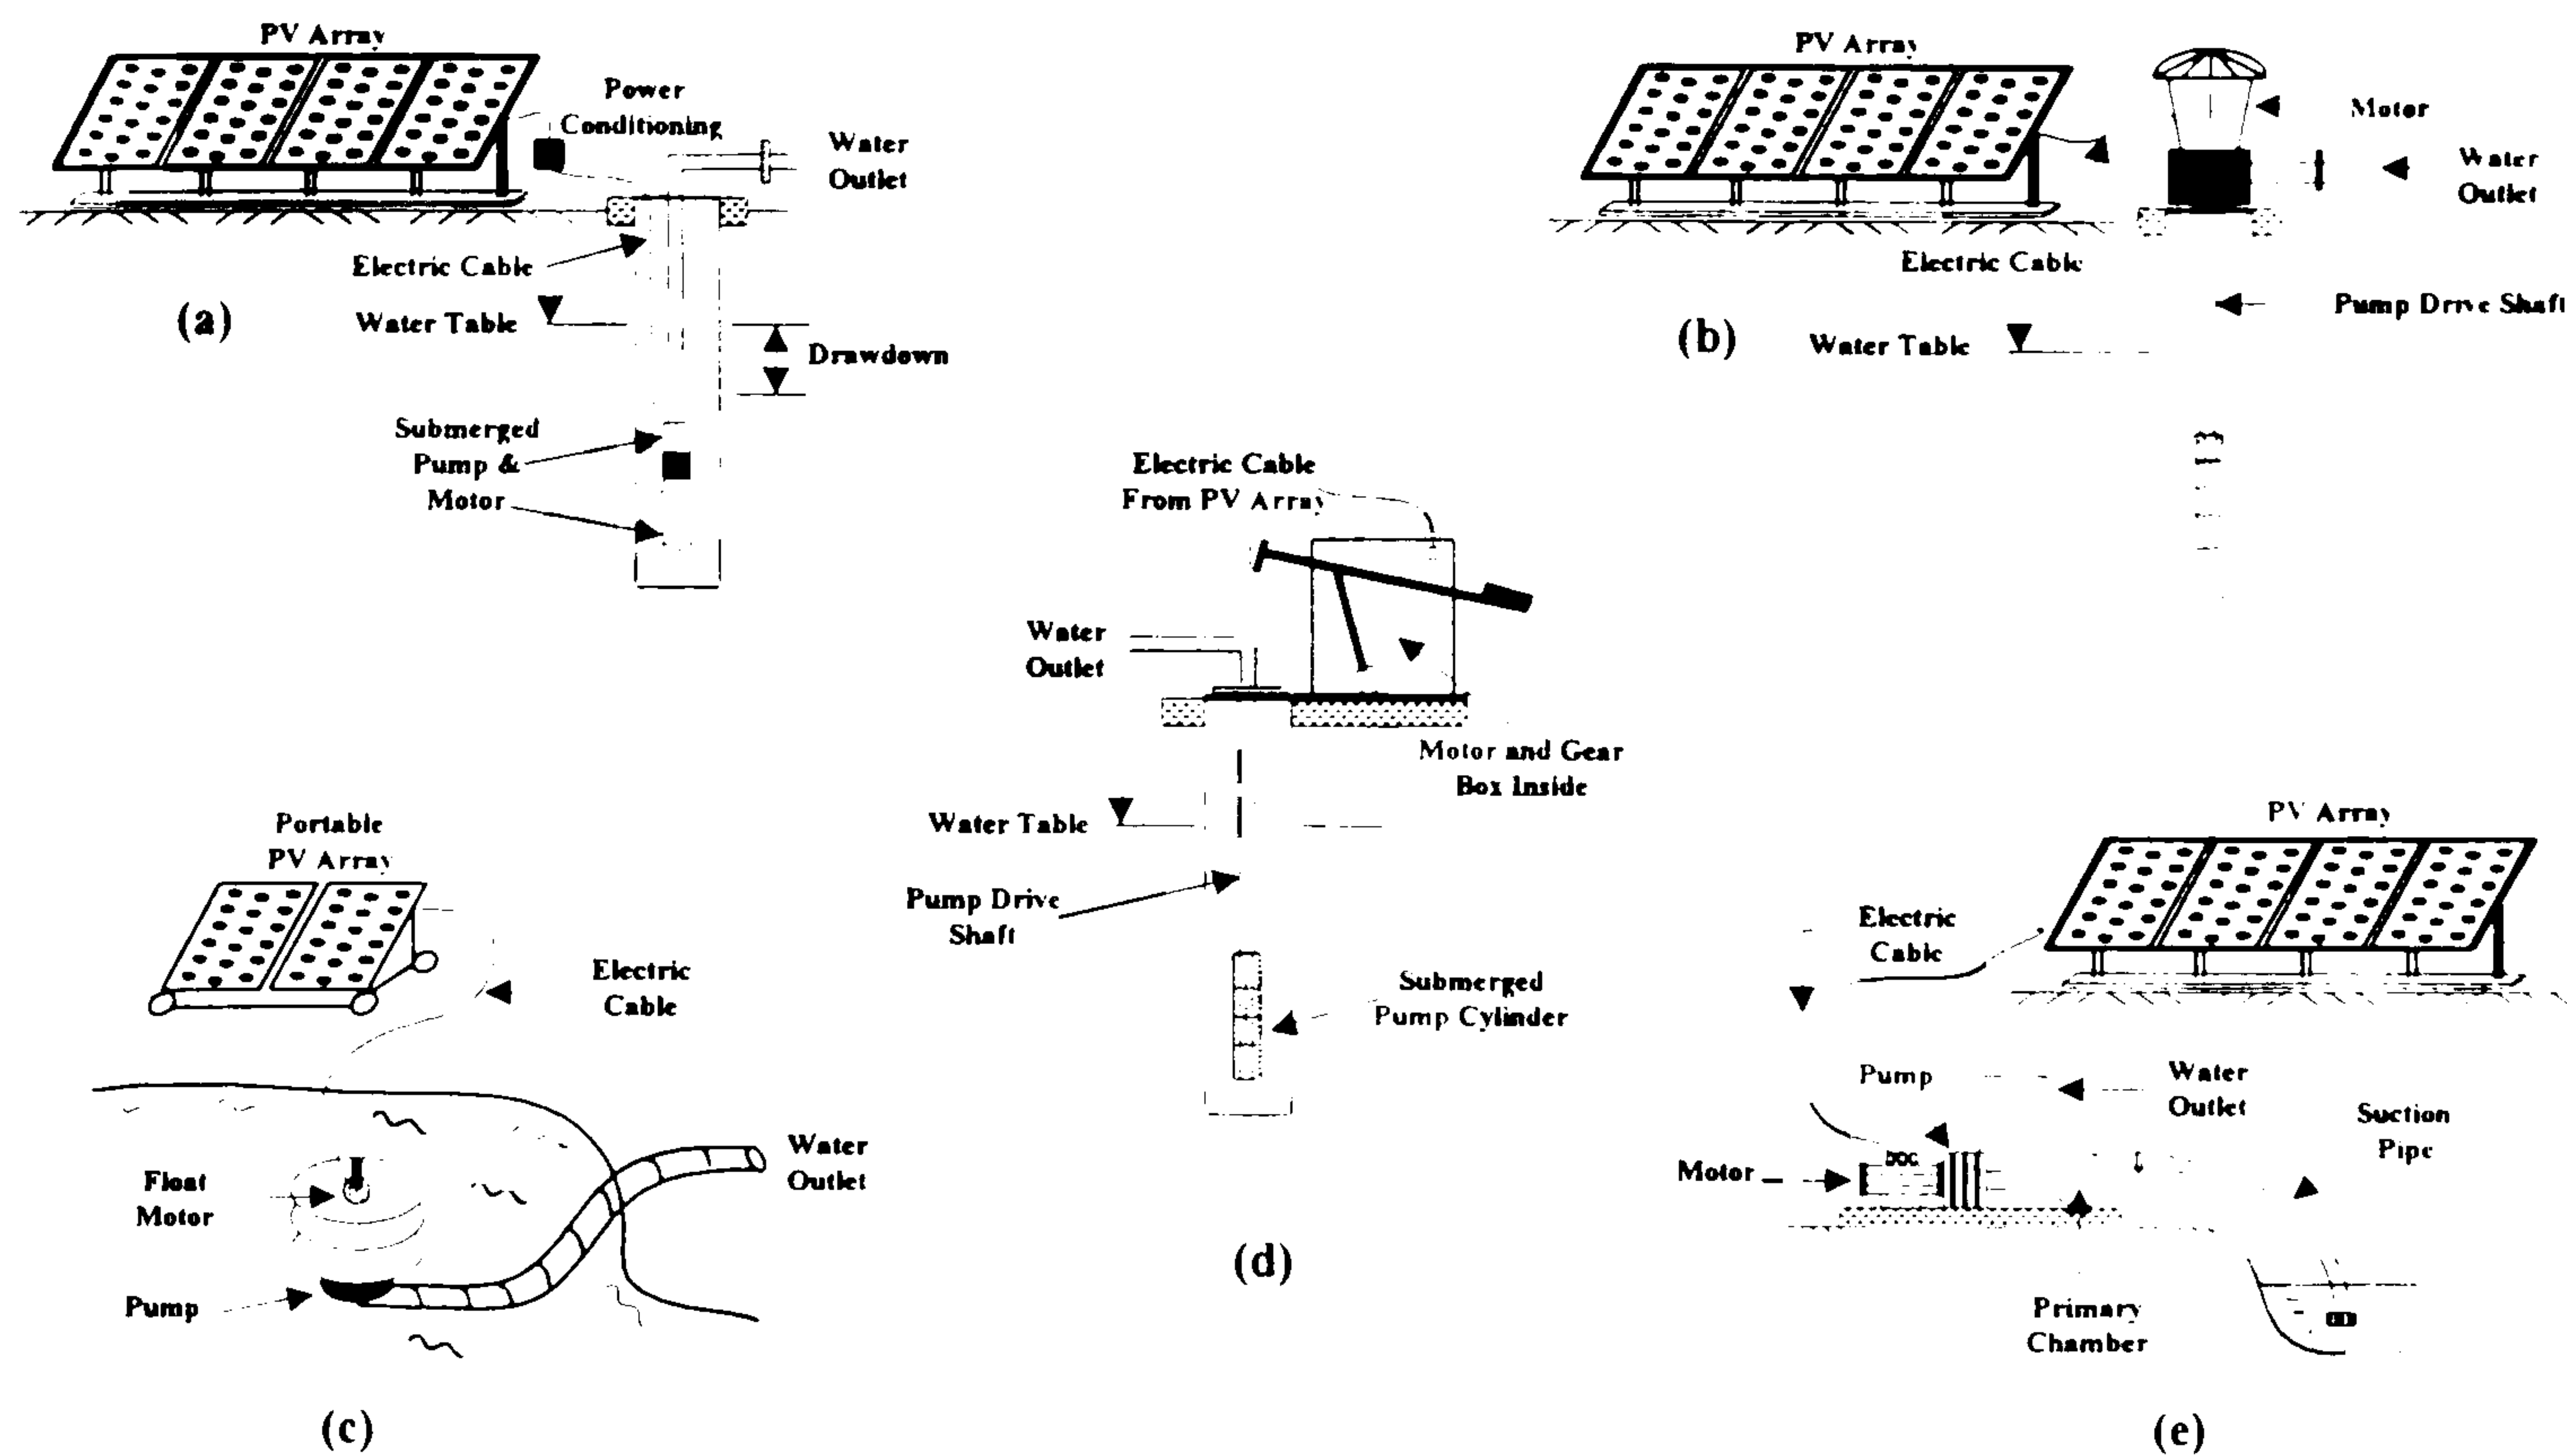 PV Array
Power
Conditioning
Water
Outlet
Electric Cable
Water Table
Drawdown
Submerged
Pump &
Motor
(a)
PV Array
Motor
Water
Outlet
Electric Cable
Pump Drive Shaft
Water Table
(b)
Portable
PV Array
Electric
Cable
Float
Motor
Water
Outlet
Pump
(c)
Electric Cable
From PV Array
Water
Outlet
Motor and Gear
Box Inside
Water Table
Pump Drive
Shaft
Submerged
Pump Cylinder
(d)
PV Array
Electric
Cable
Pump
Water
Outlet
Suction
Pipe
Motor
Primary
Chamber
(e)